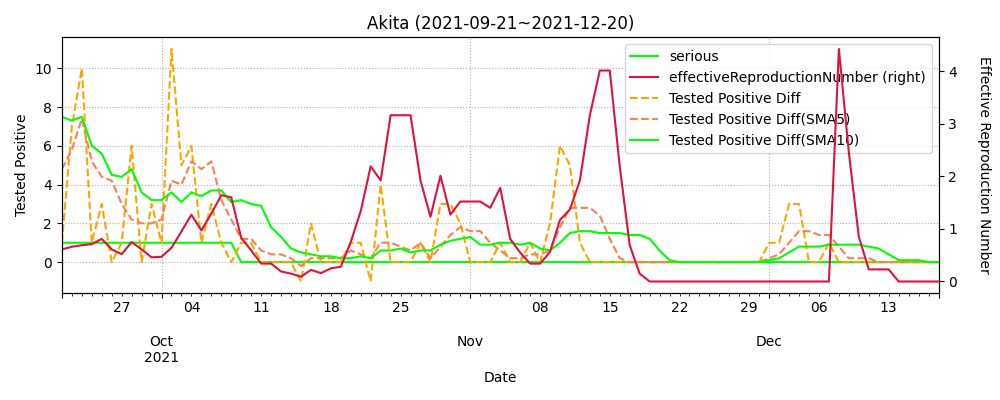 Akita (2021-09-21~2021-12-20)
serious
effectiveReproductionNumber (right)
Tested Positive Diff
Tested Positive Diff(SMA5)
Tested Positive Diff(SMA10)
Tested Positive
10
8
6
4
2
0
Effective Reproduction Number
4
3
2
1
0
27 04 11 18 25 08 15 22 29 06 13
Oct Nov Dec
2021
Date